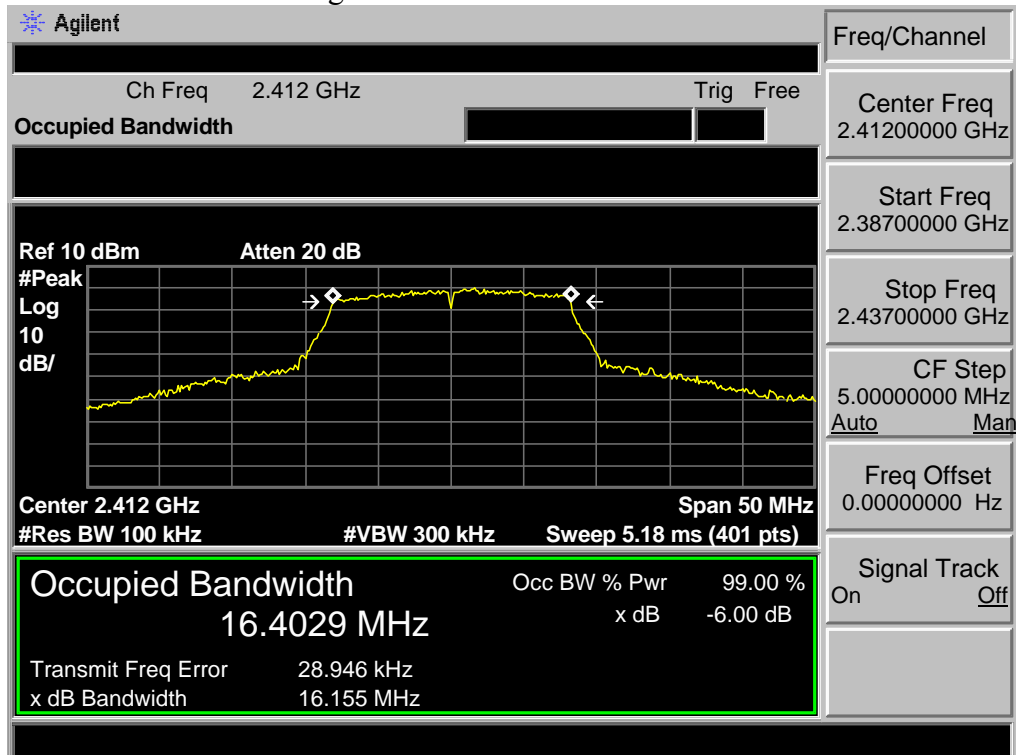 Agilent
Freq/Channel
Ch Freq 2.412 GHz Trig Free
Occupied Bandwidth
Center Freq
2.41200000 GHz
Start Freq
2.38700000 GHz
Ref 10 dBm Atten 20 dB
#Peak
Log
10
dB/
Stop Freq
2.43700000 GHz
CF Step
5.00000000 MHz
Auto Man
Freq Offset
0.00000000 Hz
Center 2.412 GHz Span 50 MHz
#Res BW 100 kHz #VBW 300 kHz Sweep 5.18 ms (401 pts)
Signal Track
On Off
Occupied Bandwidth Occ BW % Pwr 99.00 %
16.4029 MHz x dB -6.00 dB
Transmit Freq Error 28.946 kHz
x dB Bandwidth 16.155 MHz